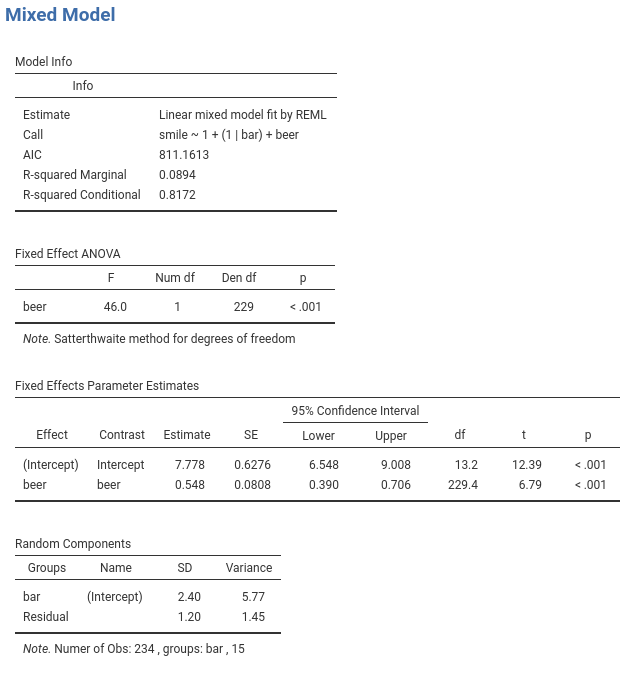 Mixed Model
Model Info
Info
Estimate Linear mixed model fit by REML
Call smile ~ 1 + (1 | bar) + beer
AIC 811.1613
R-squared Marginal 0.0894
R-squared Conditional 0.8172
Fixed Effect ANOVA
F Num df Den df p
beer 46.0 1 229 < .001
Note. Satterthwaite method for degrees of freedom
Fixed Effects Parameter Estimates
95% Confidence Interval
Effect Contrast Estimate SE Lower Upper df t p
(Intercept) Intercept 7.778 0.6276 6.548 9.008 13.2 12.39 < .001
beer beer 0.548 0.0808 0.390 0.706 229.4 6.79 < .001
Random Components
Groups Name SD Variance
bar (Intercept) 2.40 5.77
Residual 1.20 1.45
Note. Numer of Obs: 234 , groups: bar , 15